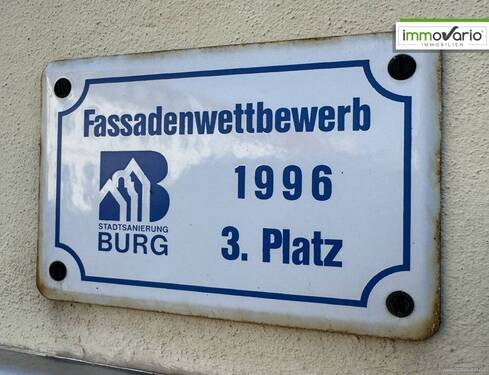 immovario
IMMOBILIEN
Fassadenwettbewerb
1996
STADTSANIERUNG
BURG
3. Platz